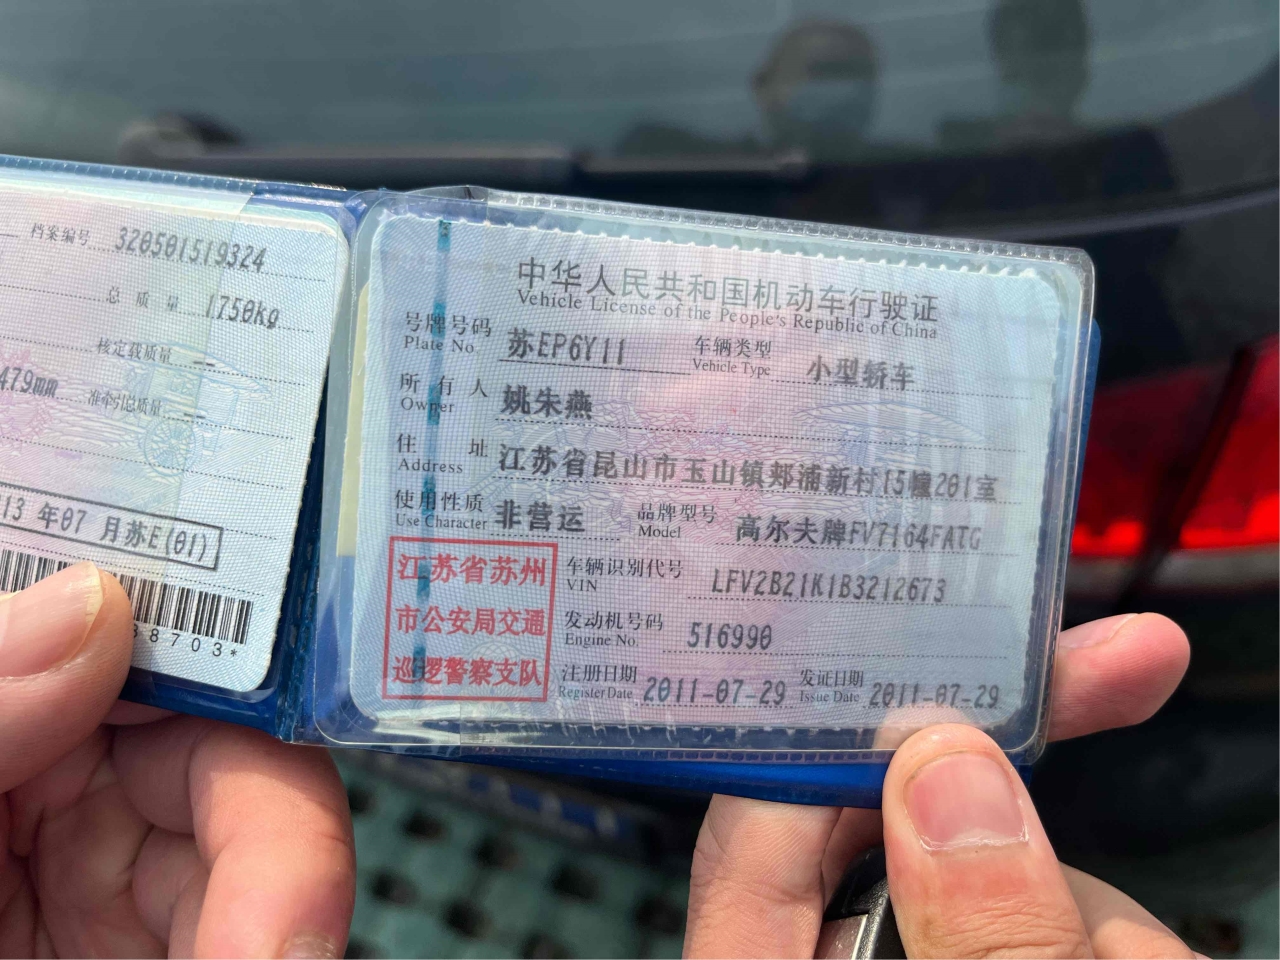 档案编号 320501519324
总质量 1750kg
核定载质量 --
479mm 准牵引总质量 --
13 年07 月苏E(01)
38703*
中华人民共和国机动车行驶证
Vehicle License of the People's Republic of China
号牌号码 苏EP6Y11 车辆类型 小型轿车
Plate No. Vehicle Type
所有人 姚朱燕
Owner
住址 江苏省昆山市玉山镇郏浦新村15幢201室
Address
使用性质 非营运 品牌型号 高尔夫牌FV7164FATG
Use Character Model
江苏省苏州
市公安局交通
巡逻警察支队
车辆识别代号 LFV2B21K1B3212673
VIN
发动机号码 516990
Engine No.
注册日期 2011-07-29 发证日期 2011-07-29
Register Date Issue Date